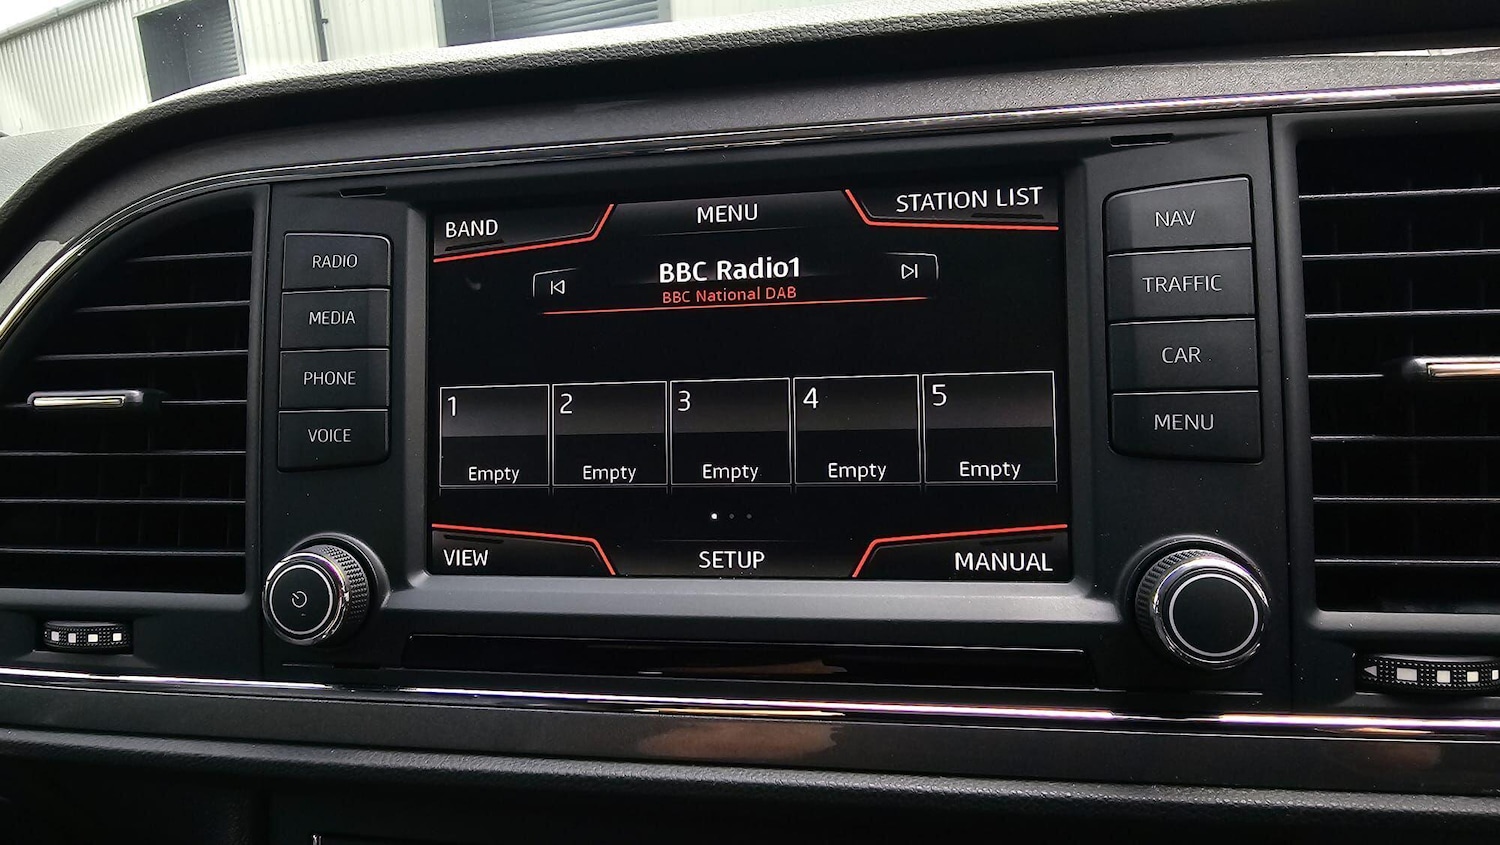 BAND
MENU
STATION LIST
BBC Radio1
BBC National DAB
1
2
3
4
5
Empty
Empty
Empty
Empty
Empty
VIEW
SETUP
MANUAL
RADIO
MEDIA
PHONE
VOICE
NAV
TRAFFIC
CAR
MENU